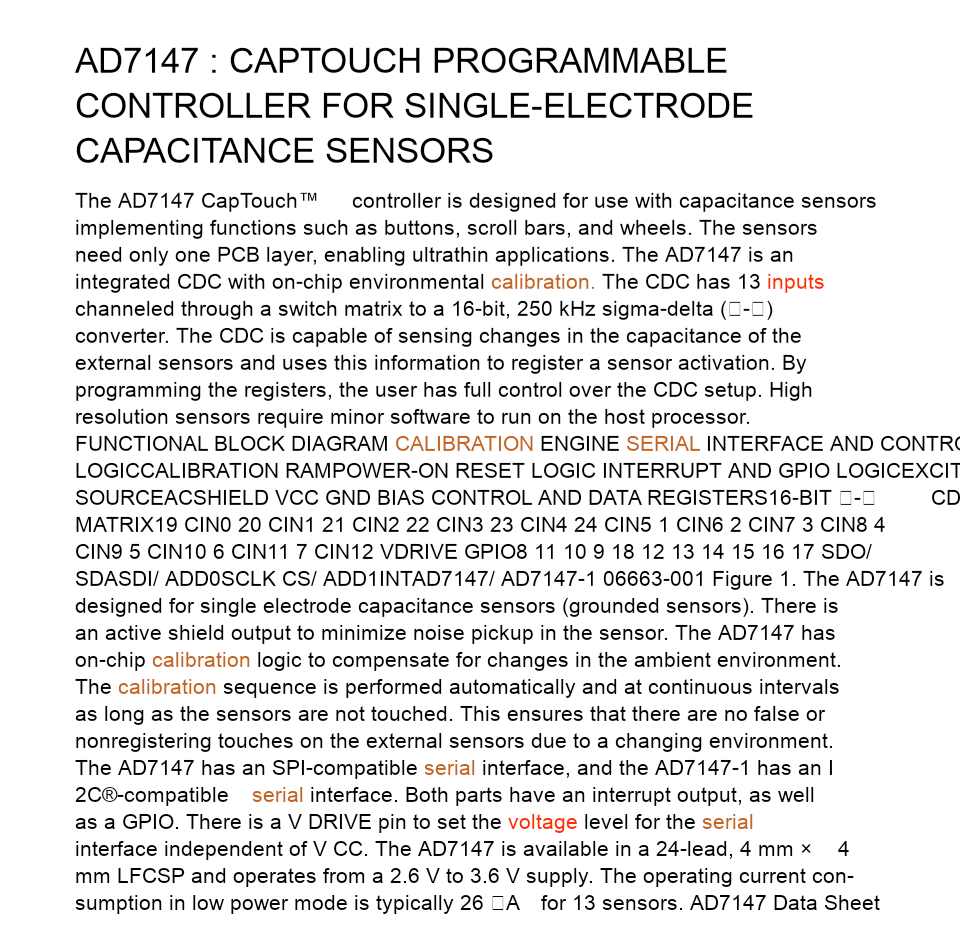 AD7147 : CAPTOUCH PROGRAMMABLE
CONTROLLER FOR SINGLE-ELECTRODE
CAPACITANCE SENSORS
The AD7147 CapTouch™ controller is designed for use with capacitance sensors
implementing functions such as buttons, scroll bars, and wheels. The sensors
need only one PCB layer, enabling ultrathin applications. The AD7147 is an
integrated CDC with on-chip environmental calibration. The CDC has 13 inputs
channeled through a switch matrix to a 16-bit, 250 kHz sigma-delta (□-□)
converter. The CDC is capable of sensing changes in the capacitance of the
external sensors and uses this information to register a sensor activation. By
programming the registers, the user has full control over the CDC setup. High
resolution sensors require minor software to run on the host processor.
FUNCTIONAL BLOCK DIAGRAM CALIBRATION ENGINE SERIAL INTERFACE AND CONTRO
LOGICCALIBRATION RAMPOWER-ON RESET LOGIC INTERRUPT AND GPIO LOGICEXCIT
SOURCEACSHIELD VCC GND BIAS CONTROL AND DATA REGISTERS16-BIT □-□ CD
MATRIX19 CIN0 20 CIN1 21 CIN2 22 CIN3 23 CIN4 24 CIN5 1 CIN6 2 CIN7 3 CIN8 4
CIN9 5 CIN10 6 CIN11 7 CIN12 VDRIVE GPIO8 11 10 9 18 12 13 14 15 16 17 SDO/
SDASDI/ ADD0SCLK CS/ ADD1INTAD7147/ AD7147-1 06663-001 Figure 1. The AD7147 is
designed for single electrode capacitance sensors (grounded sensors). There is
an active shield output to minimize noise pickup in the sensor. The AD7147 has
on-chip calibration logic to compensate for changes in the ambient environment.
The calibration sequence is performed automatically and at continuous intervals
as long as the sensors are not touched. This ensures that there are no false or
nonregistering touches on the external sensors due to a changing environment.
The AD7147 has an SPI-compatible serial interface, and the AD7147-1 has an I
2C®-compatible serial interface. Both parts have an interrupt output, as well
as a GPIO. There is a V DRIVE pin to set the voltage level for the serial
interface independent of V CC. The AD7147 is available in a 24-lead, 4 mm × 4
mm LFCSP and operates from a 2.6 V to 3.6 V supply. The operating current con-
sumption in low power mode is typically 26 □A for 13 sensors. AD7147 Data Sheet